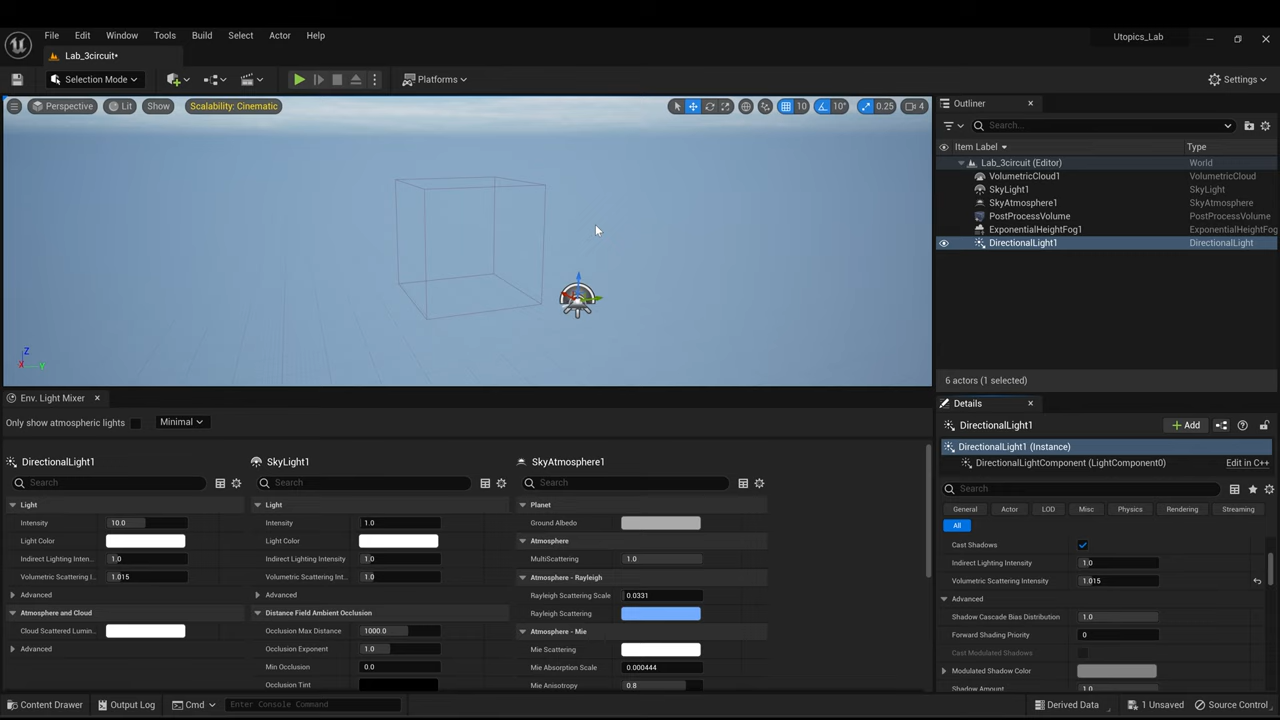 File Edit Window Tools Build Select Actor Help
Utopics_Lab
Lab_3circuit*
Selection Mode
Platforms
Settings
Perspective
Lit
Show
Scalability: Cinematic
10
10°
0.25
4
Outliner
Search...
Item Label
Type
Lab_3circuit (Editor) World
VolumetricCloud1 VolumetricCloud
SkyLight1 SkyLight
SkyAtmosphere1 SkyAtmosphere
PostProcessVolume PostProcessVolume
ExponentialHeightFog1 ExponentialHeightFo
DirectionalLight1 DirectionalLight
6 actors (1 selected)
Z
X
Y
Env. Light Mixer
Only show atmospheric lights
Minimal
DirectionalLight1
Search
Light
Intensity 10.0
Light Color
Indirect Lighting Inten... 1.0
Volumetric Scattering I... 1.015
Advanced
Atmosphere and Cloud
Cloud Scattered Lumin...
Advanced
SkyLight1
Search
Light
Intensity 1.0
Light Color
Indirect Lighting Intensity 1.0
Volumetric Scattering Int... 1.0
Advanced
Distance Field Ambient Occlusion
Occlusion Max Distance 1000.0
Occlusion Exponent 1.0
Min Occlusion 0.0
Occlusion Tint
SkyAtmosphere1
Search
Planet
Ground Albedo
Atmosphere
MultiScattering 1.0
Atmosphere - Rayleigh
Rayleigh Scattering Scale 0.0331
Rayleigh Scattering
Atmosphere - Mie
Mie Scattering
Mie Absorption Scale 0.000444
Mie Anisotropy 0.8
Details
DirectionalLight1
Add
DirectionalLight1 (Instance)
DirectionalLightComponent (LightComponent0) Edit in C++
Search
General Actor LOD Misc Physics Rendering Streaming
All
Cast Shadows
Indirect Lighting Intensity 1.0
Volumetric Scattering Intensity 1.015
Advanced
Shadow Cascade Bias Distribution 1.0
Forward Shading Priority 0
Cast Modulated Shadows
Modulated Shadow Color
Shadow Amount 1.0
Content Drawer
Output Log
Cmd
Enter Console Command
Derived Data
1 Unsaved
Source Control